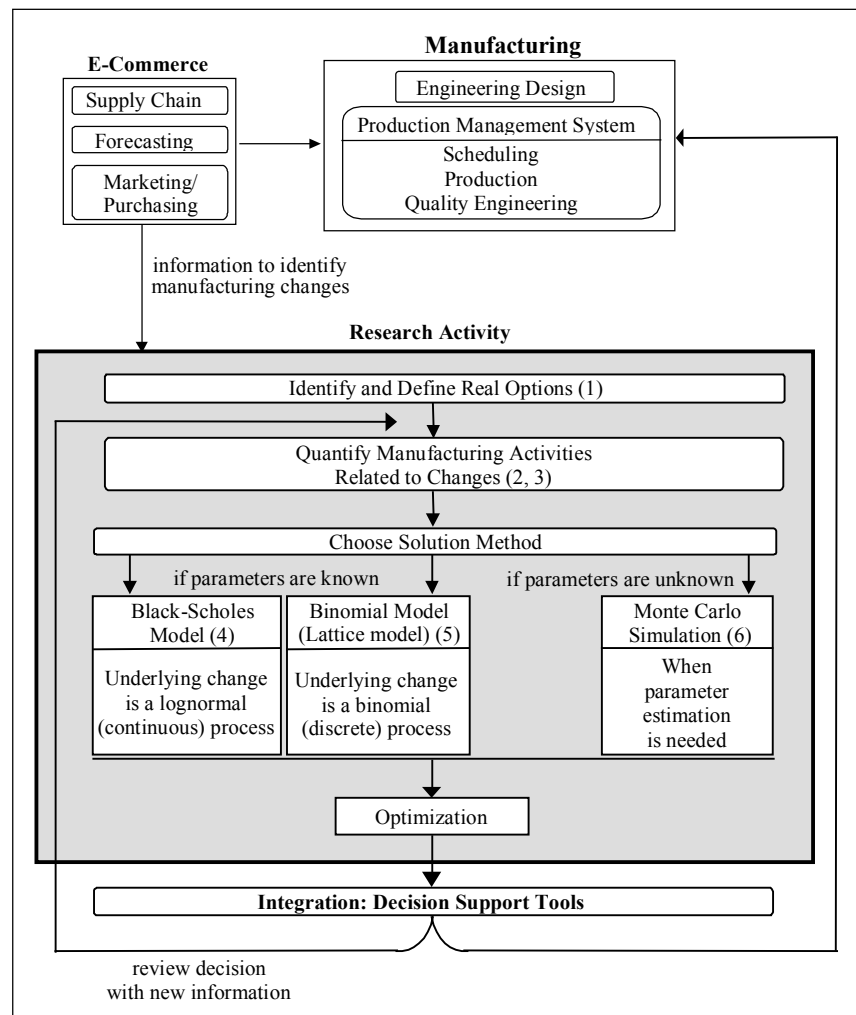 Manufacturing
E-Commerce
Supply Chain
Forecasting
Marketing/
Purchasing
Engineering Design
Production Management System
Scheduling
Production
Quality Engineering
information to identify
manufacturing changes
Research Activity
Identify and Define Real Options (1)
Quantify Manufacturing Activities
Related to Changes (2, 3)
Choose Solution Method
if parameters are known
if parameters are unknown
Black-Scholes
Model (4)
Underlying change
is a lognormal
(continuous) process
Binomial Model
(Lattice model) (5)
Underlying change
is a binomial
(discrete) process
Monte Carlo
Simulation (6)
When
parameter
estimation
is needed
Optimization
Integration: Decision Support Tools
review decision
with new information